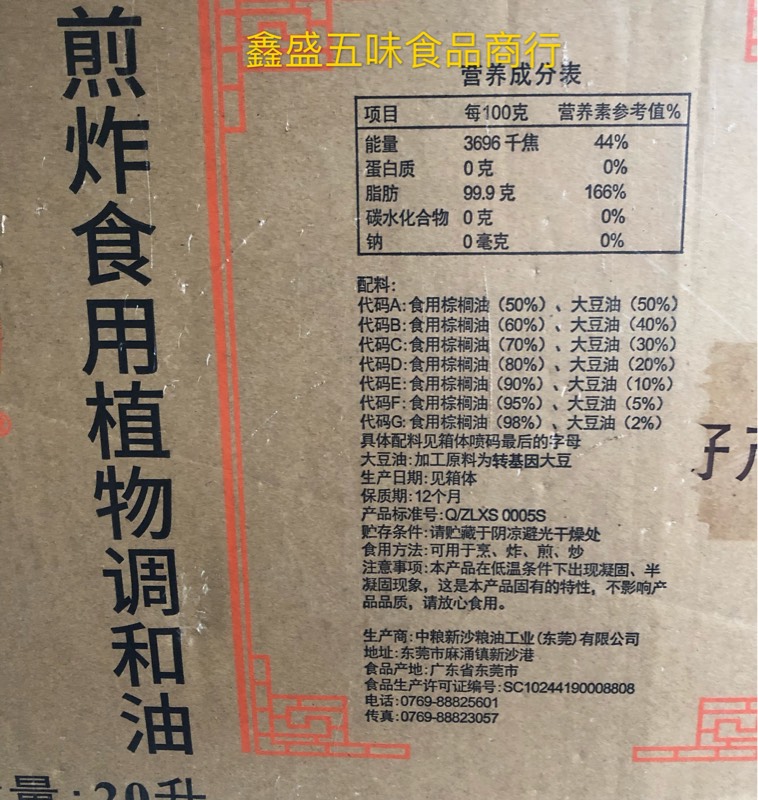 鑫盛五味食品商行
煎炸食用植物调和油
营养成分表
项目 每100克 营养素参考值%
能量 3696 千焦 44%
蛋白质 0 克 0%
脂肪 99.9 克 166%
碳水化合物 0 克 0%
钠 0 毫克 0%
配料:
代码A:食用棕榈油（50%）、大豆油（50%）
代码B:食用棕榈油（60%）、大豆油（40%）
代码C:食用棕榈油（70%）、大豆油（30%）
代码D:食用棕榈油（80%）、大豆油（20%）
代码E:食用棕榈油（90%）、大豆油（10%）
代码F:食用棕榈油（95%）、大豆油（5%）
代码G:食用棕榈油（98%）、大豆油（2%）
具体配料见箱体喷码最后的字母
大豆油:加工原料为转基因大豆
生产日期:见箱体
保质期:12个月
产品标准号:Q/ZLXS 0005S
贮存条件:请贮藏于阴凉避光干燥处
食用方法:可用于烹、炸、煎、炒
注意事项:本产品在低温条件下出现凝固、半
凝固现象，这是本产品固有的特性，不影响产
品品质，请放心食用。
生产商:中粮新沙粮油工业(东莞)有限公司
地址:东莞市麻涌镇新沙港
食品产地:广东省东莞市
食品生产许可证编号:SC10244190008808
电话:0769-88825601
传真:0769-88823057
量:20升